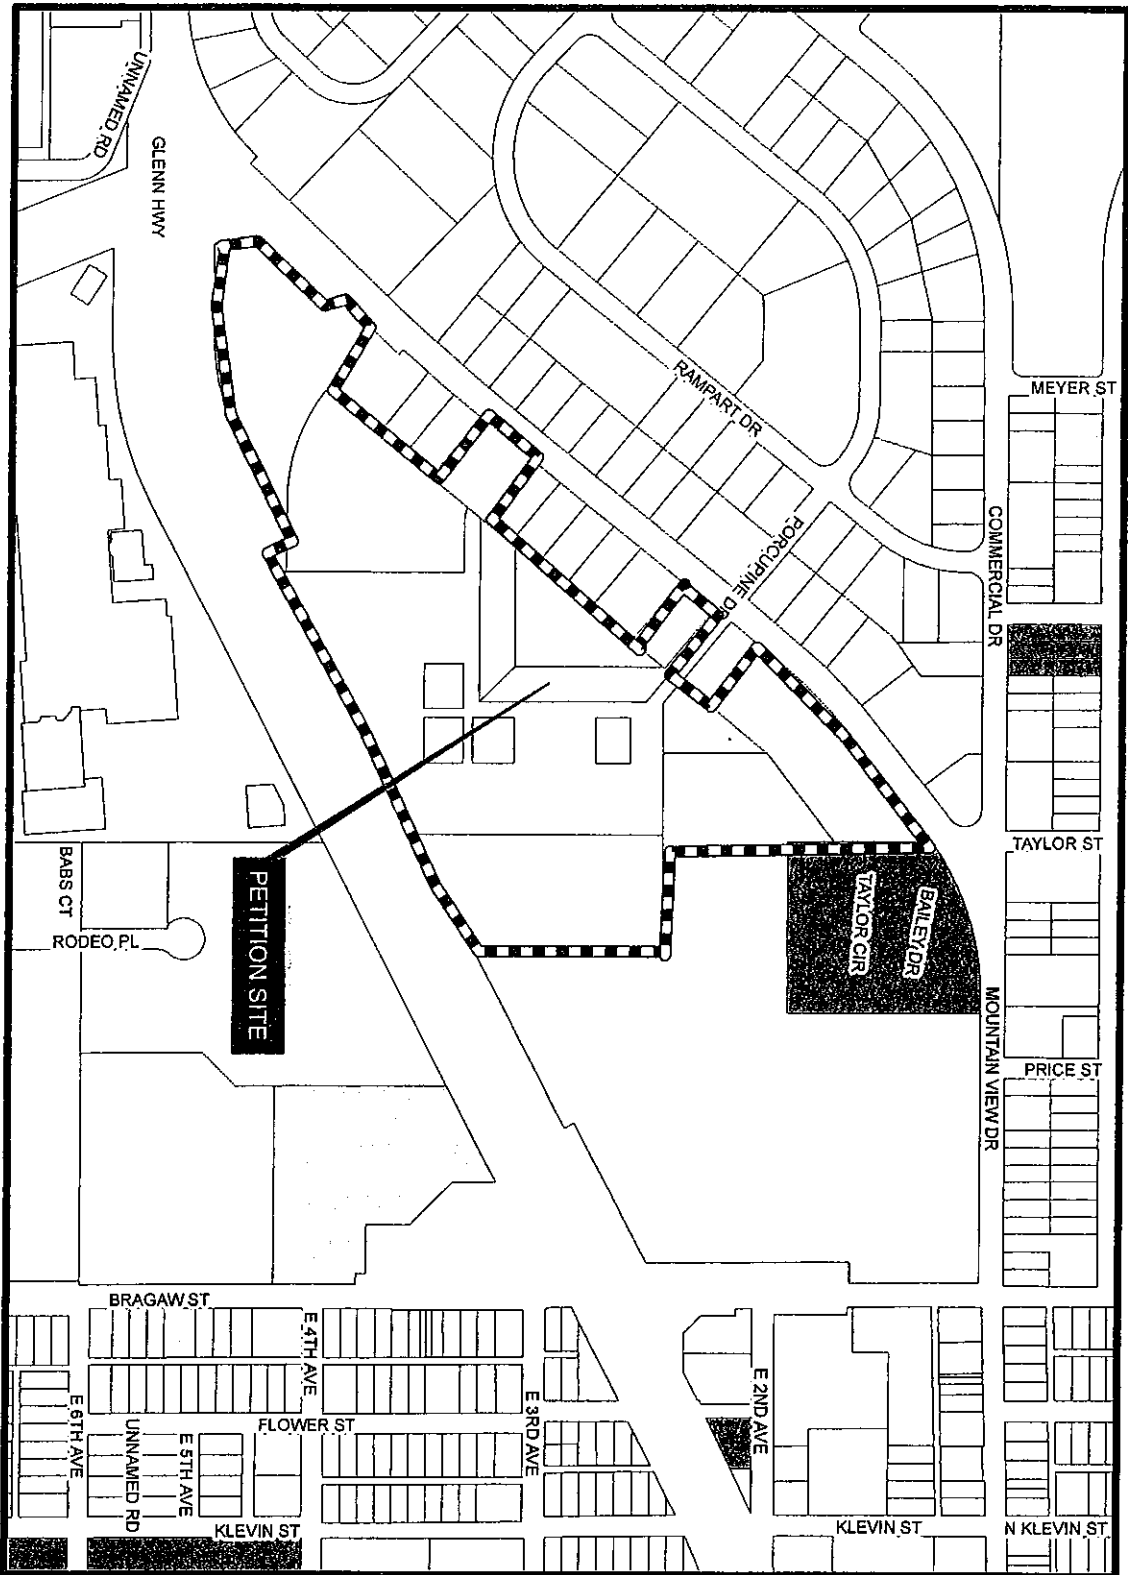 UNNAMED RD
GLENN HWY
MEYER ST
RAMPART DR
COMMERCIAL DR
PORCUPINE DR
TAYLOR ST
BABS CT
RODEO PL
PETITION SITE
BAILEY DR
TAYLOR CIR
MOUNTAIN VIEW DR
PRICE ST
BRAGAW ST
E 4TH AVE
E 3RD AVE
E 2ND AVE
FLOWER ST
E 6TH AVE
UNNAMED RD
E 5TH AVE
KLEVIN ST
KLEVIN ST
N KLEVIN ST